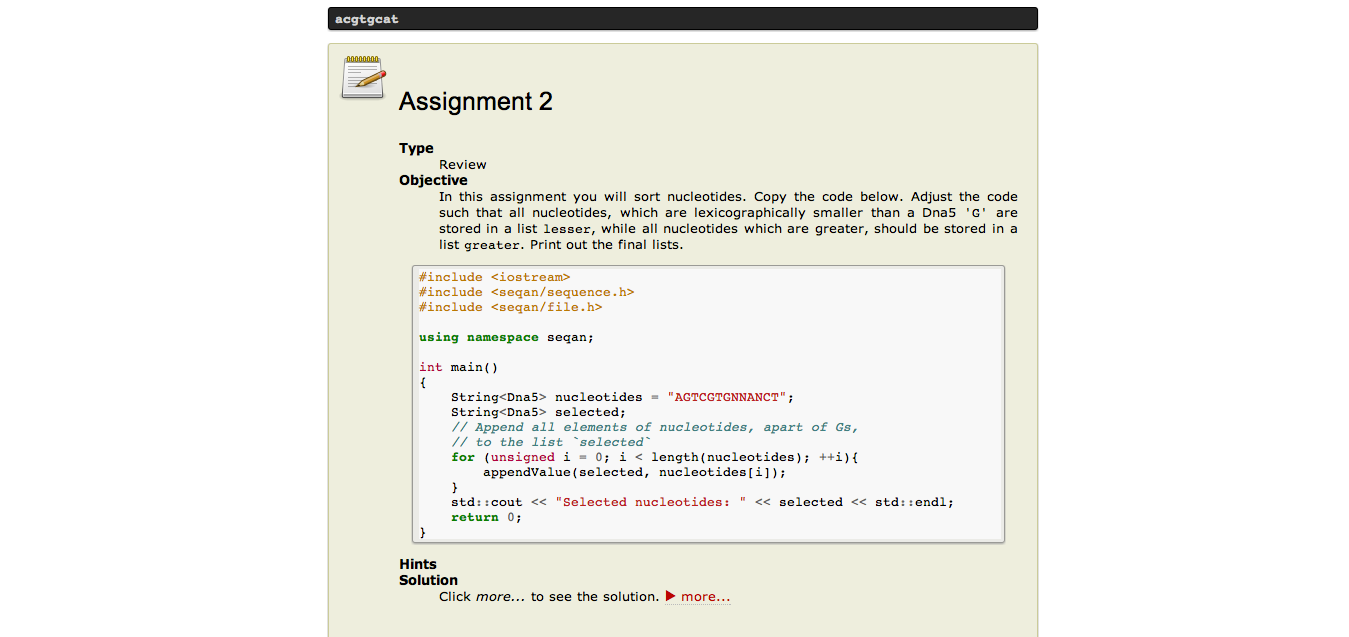 acgtgcat
Assignment 2
Type
Review
Objective
In this assignment you will sort nucleotides. Copy the code below. Adjust the code
such that all nucleotides, which are lexicographically smaller than a Dna5 'G' are
stored in a list lesser, while all nucleotides which are greater, should be stored in a
list greater. Print out the final lists.
#include <iostream>
#include <seqan/sequence.h>
#include <seqan/file.h>
using namespace seqan;
int main()
{
    String<Dna5> nucleotides = "AGTCGTGNNANCT";
    String<Dna5> selected;
    // Append all elements of nucleotides, apart of Gs,
    // to the list `selected`
    for (unsigned i = 0; i < length(nucleotides); ++i){
        appendValue(selected, nucleotides[i]);
    }
    std::cout << "Selected nucleotides: " << selected << std::endl;
    return 0;
}
Hints
Solution
Click more... to see the solution. ▶ more...